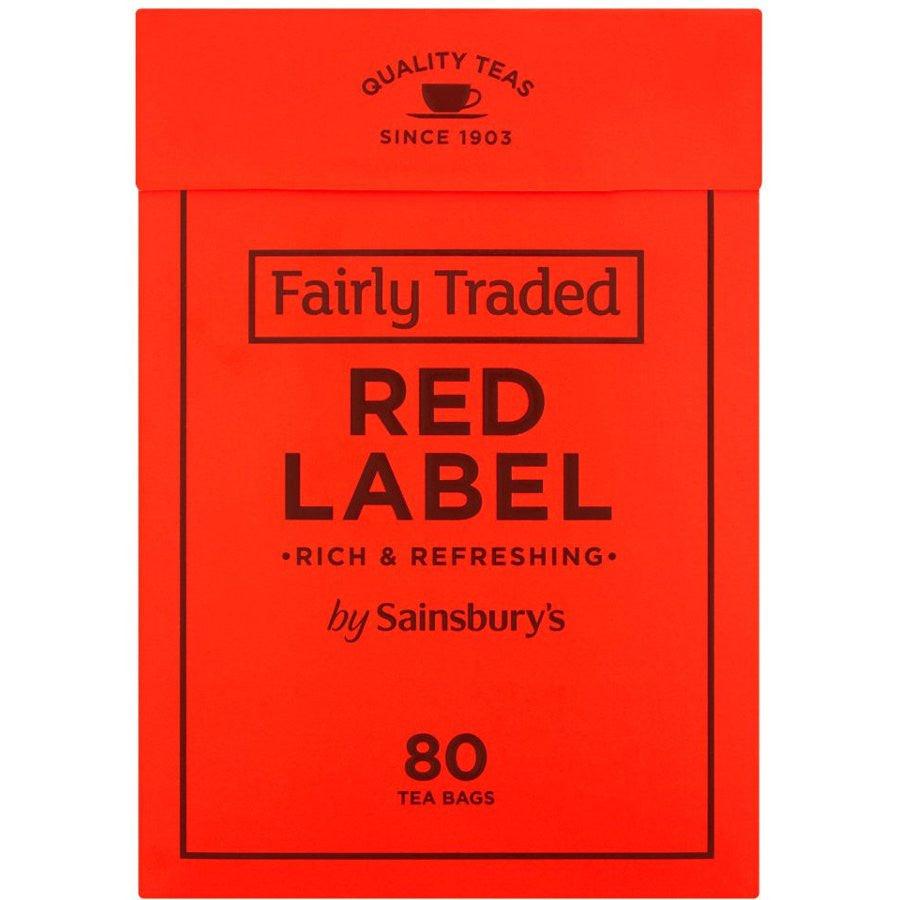 QUALITY TEAS
SINCE 1903
Fairly Traded
RED
LABEL
•RICH & REFRESHING•
by Sainsbury's
80
TEA BAGS